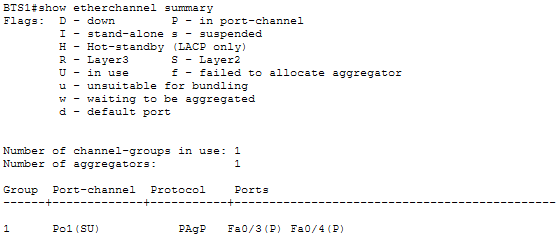 BTS1#show etherchannel summary
Flags:  D - down        P - in port-channel
        I - stand-alone s - suspended
        H - Hot-standby (LACP only)
        R - Layer3      S - Layer2
        U - in use      f - failed to allocate aggregator
        u - unsuitable for bundling
        w - waiting to be aggregated
        d - default port
Number of channel-groups in use: 1
Number of aggregators:           1
Group  Port-channel  Protocol    Ports
------+-------------+-----------+-----------------------------------------------
1      Po1(SU)           PAgP   Fa0/3(P) Fa0/4(P)